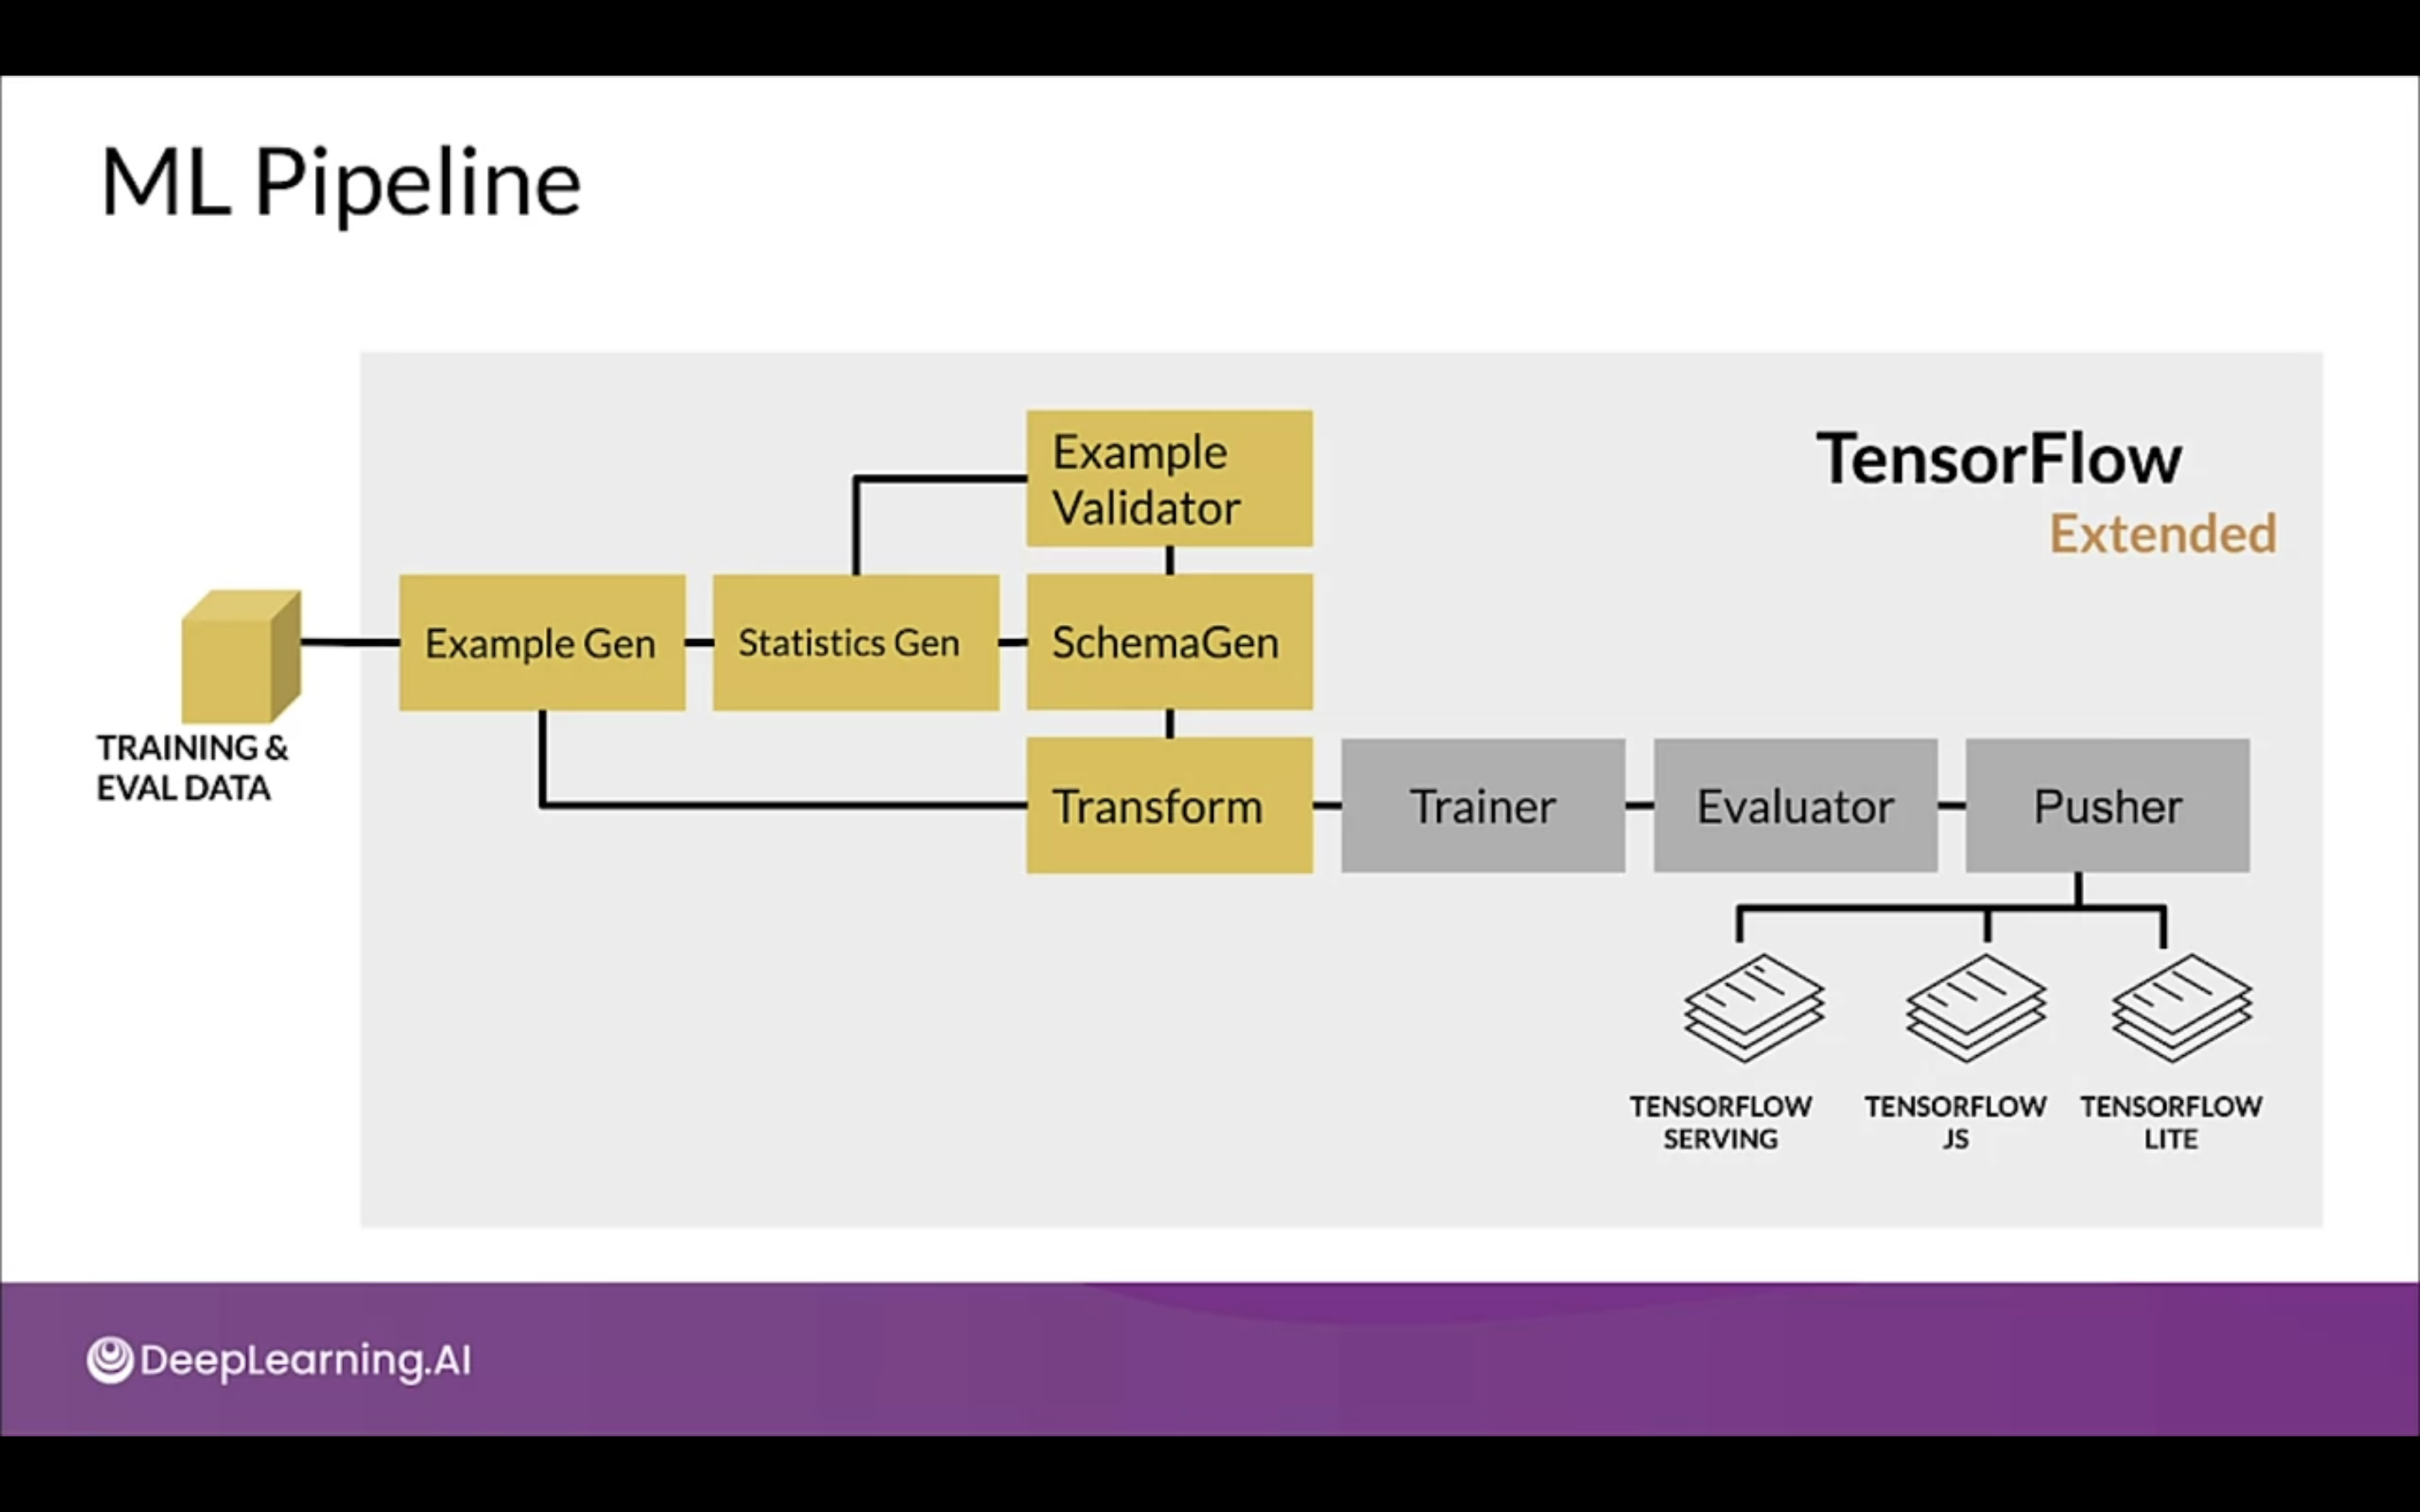 ML Pipeline
TensorFlow
Extended
Example
Validator
Example Gen
Statistics Gen
SchemaGen
TRAINING &
EVAL DATA
Transform
Trainer
Evaluator
Pusher
TENSORFLOW
SERVING
TENSORFLOW
JS
TENSORFLOW
LITE
DeepLearning.AI